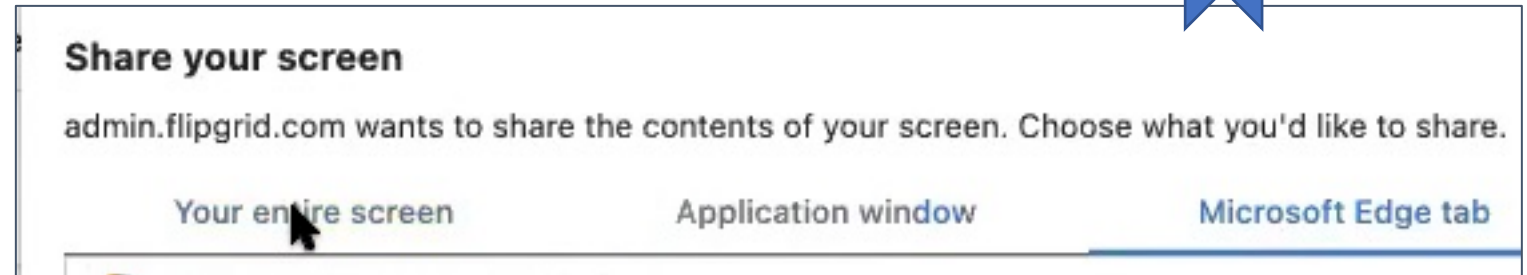 Share your screen
admin.flipgrid.com wants to share the contents of your screen. Choose what you'd like to share.
Your entire screen Application window Microsoft Edge tab